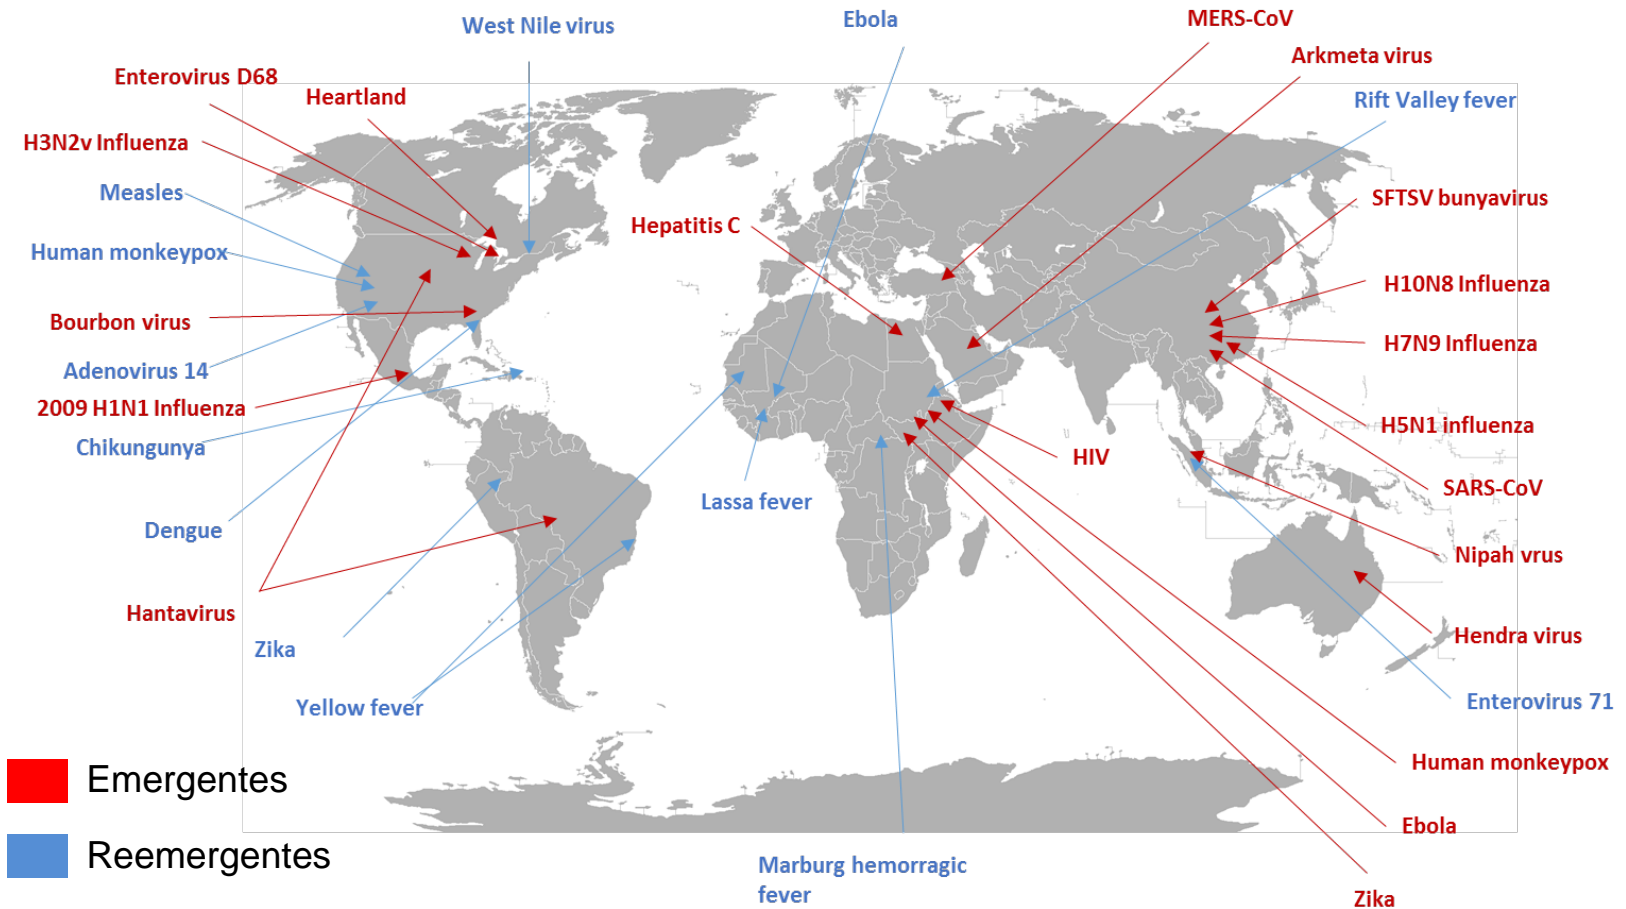 West Nile virus
Ebola
MERS-CoV
Arkmeta virus
Enterovirus D68
Heartland
Rift Valley fever
H3N2v Influenza
Measles
SFTSV bunyavirus
Hepatitis C
Human monkeypox
H10N8 Influenza
Bourbon virus
H7N9 Influenza
Adenovirus 14
2009 H1N1 Influenza
H5N1 influenza
Chikungunya
HIV
Lassa fever
SARS-CoV
Dengue
Nipah vrus
Hantavirus
Hendra virus
Zika
Yellow fever
Enterovirus 71
Emergentes
Human monkeypox
Ebola
Reemergentes
Marburg hemorragic
fever
Zika